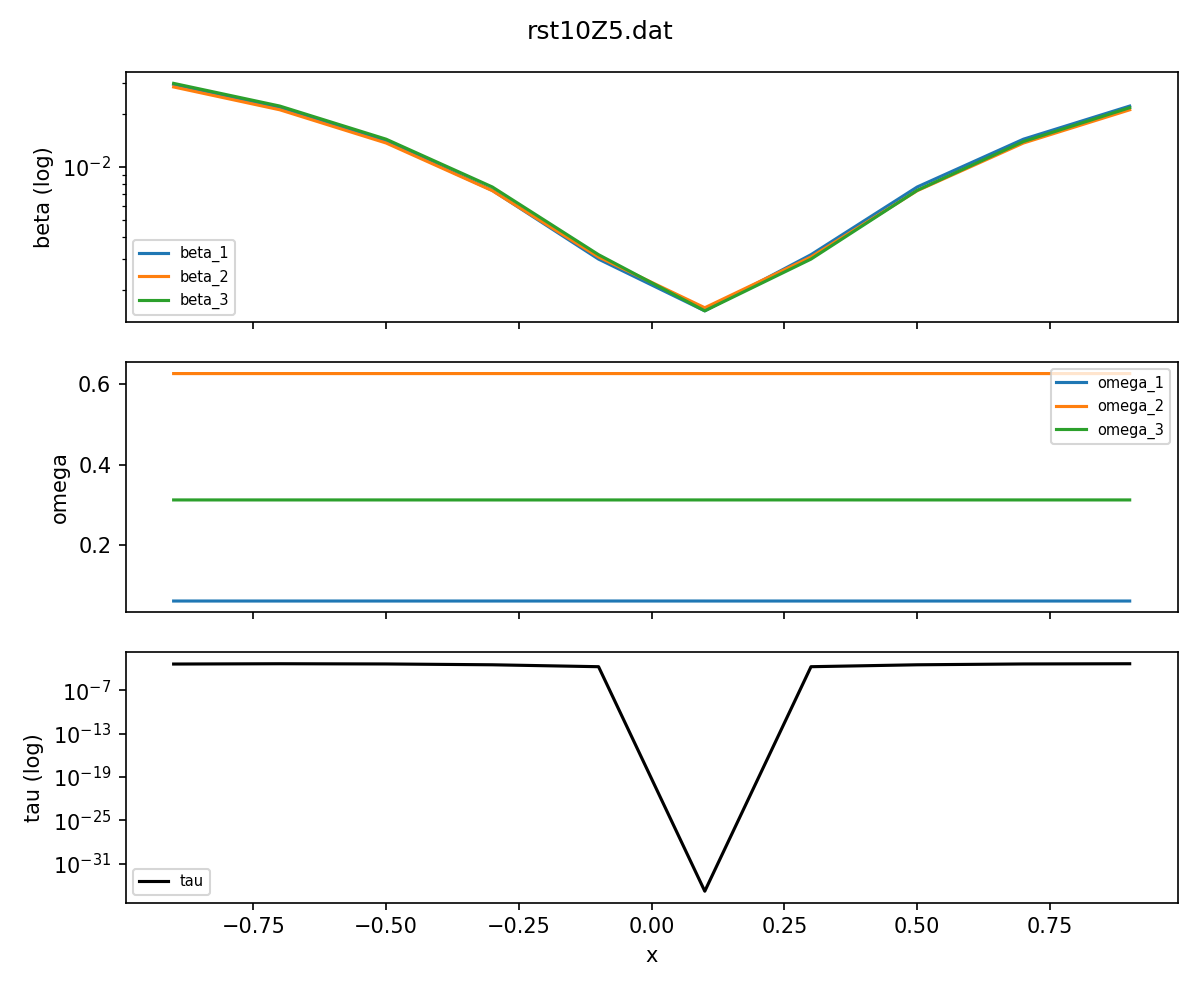 rst10Z5.dat
beta (log)
10⁻²
beta_1
beta_2
beta_3
omega
0.6
0.4
0.2
omega_1
omega_2
omega_3
tau (log)
10⁻⁷
10⁻¹³
10⁻¹⁹
10⁻²⁵
10⁻³¹
tau
−0.75 −0.50 −0.25 0.00 0.25 0.50 0.75
x